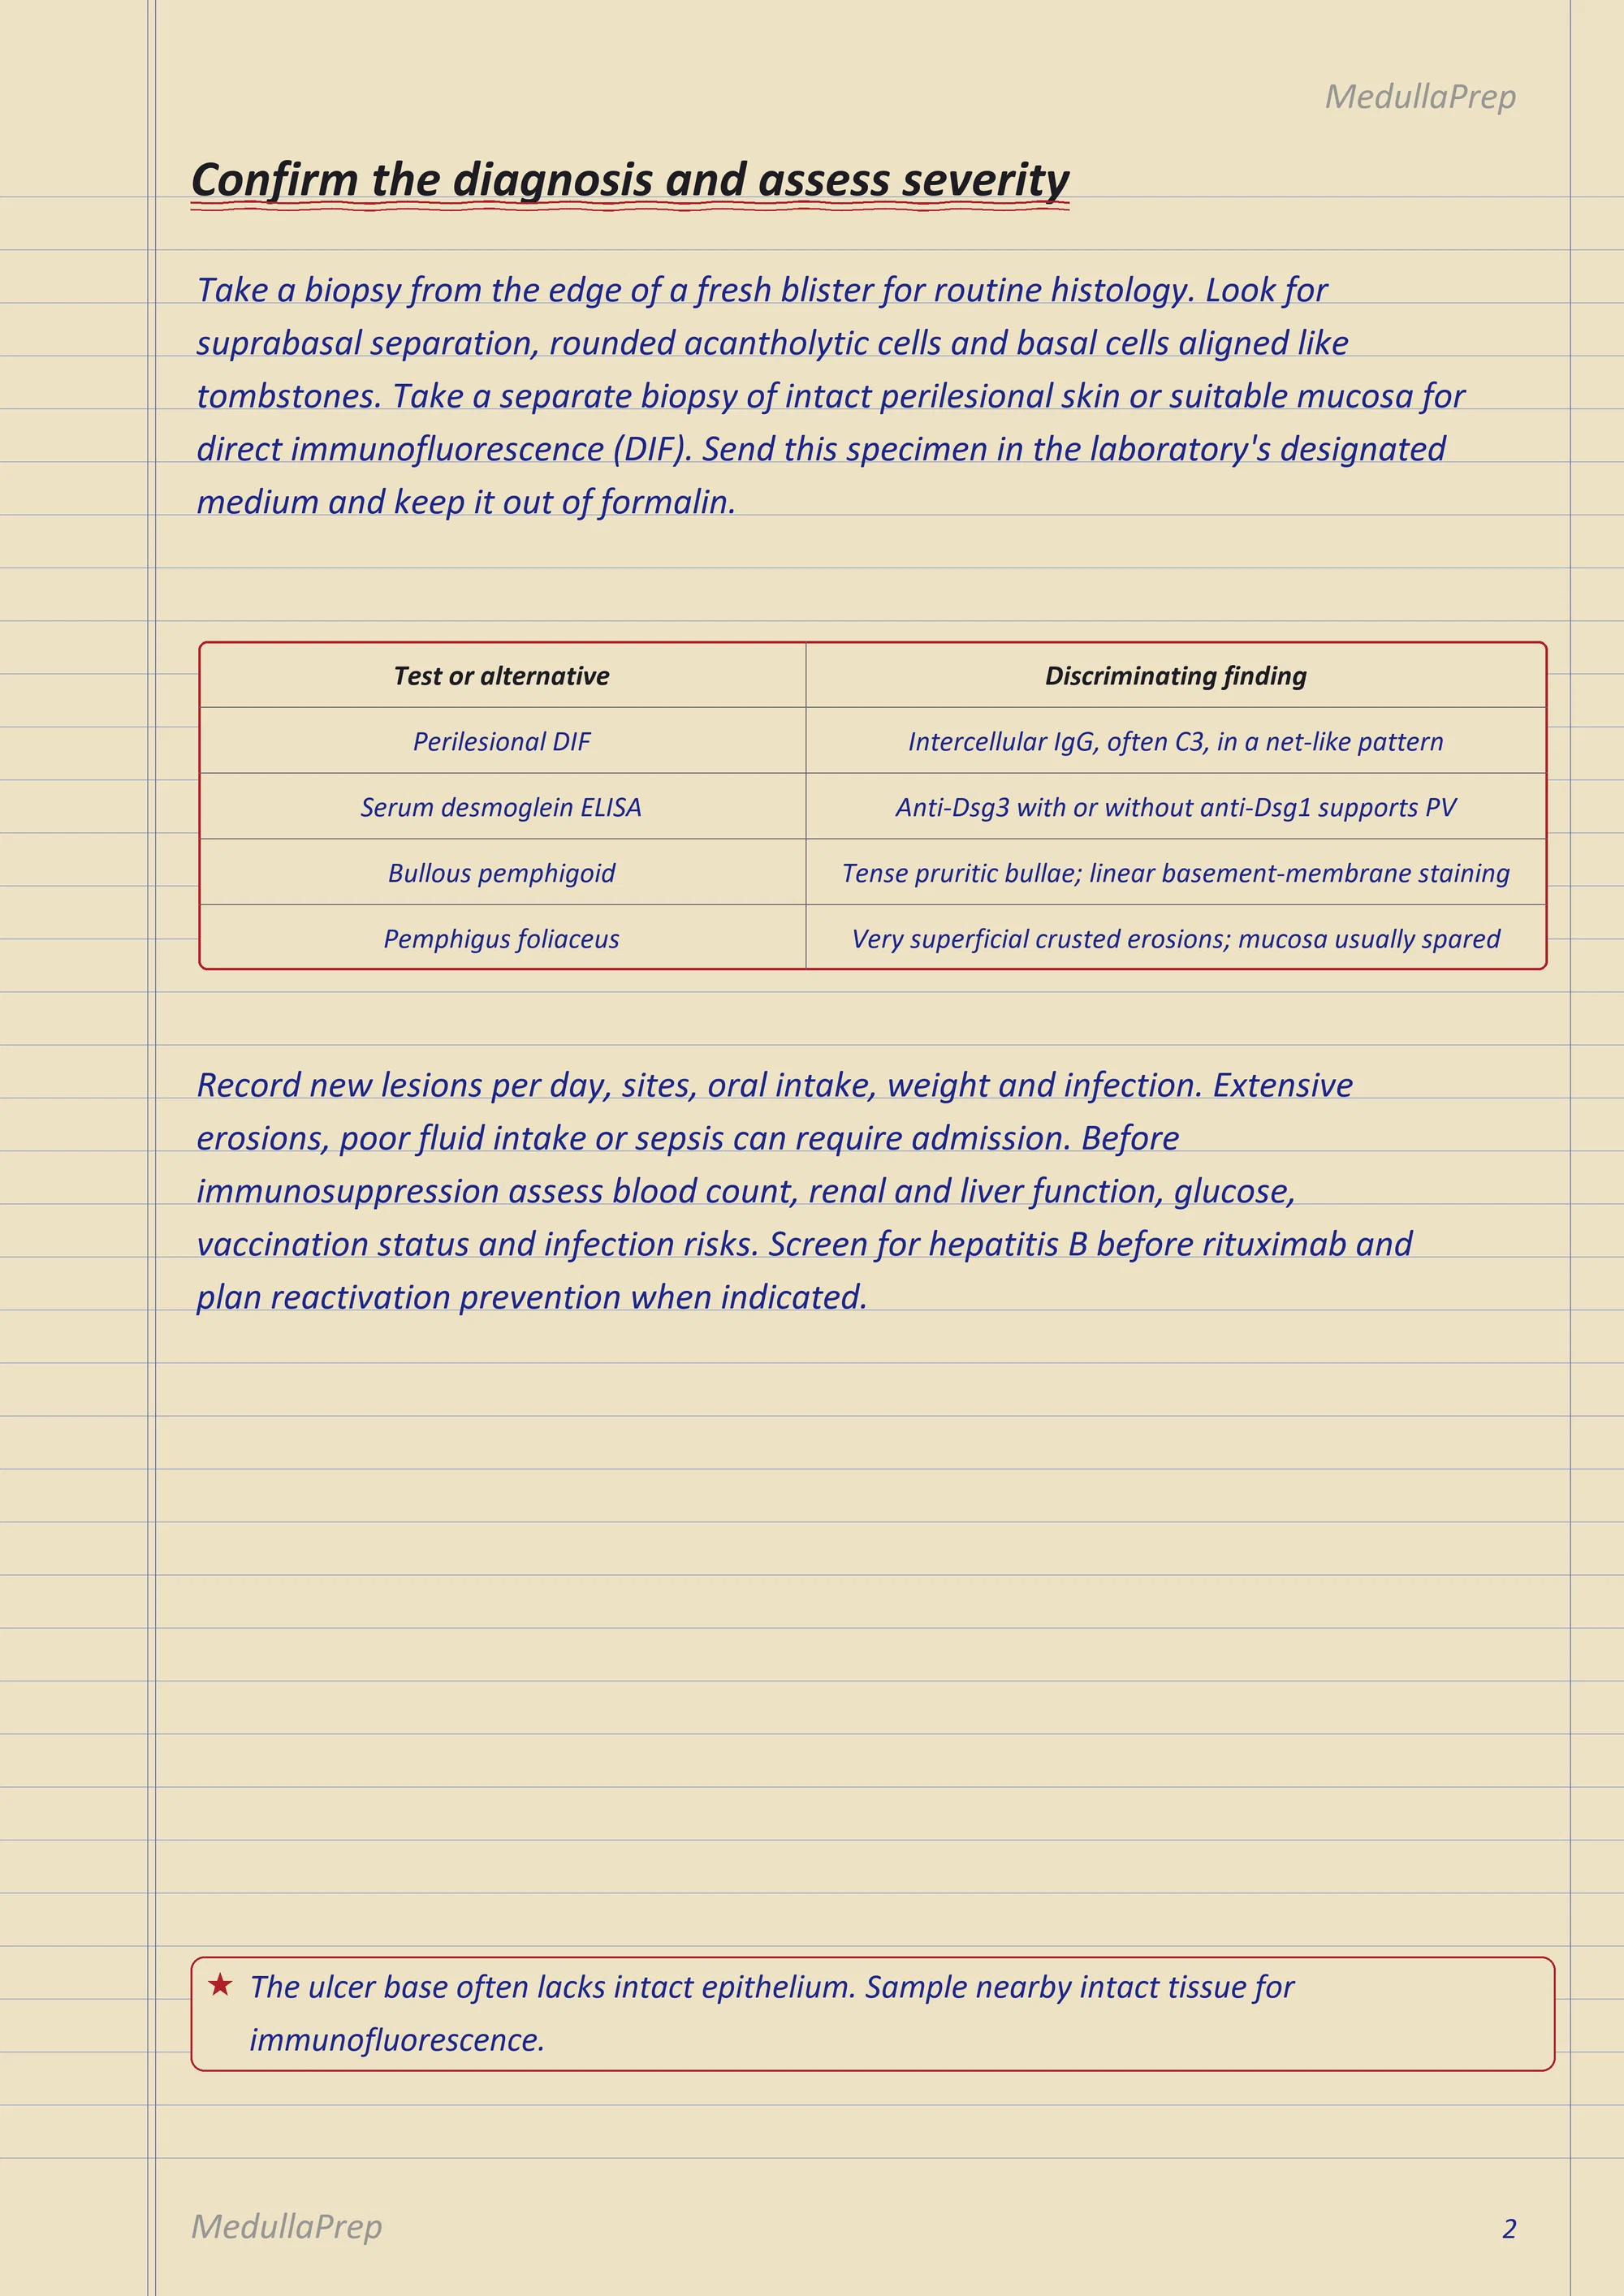 MedullaPrep
Confirm the diagnosis and assess severity
Take a biopsy from the edge of a fresh blister for routine histology. Look for
suprabasal separation, rounded acantholytic cells and basal cells aligned like
tombstones. Take a separate biopsy of intact perilesional skin or suitable mucosa for
direct immunofluorescence (DIF). Send this specimen in the laboratory's designated
medium and keep it out of formalin.
Test or alternative Discriminating finding
Perilesional DIF Intercellular IgG, often C3, in a net-like pattern
Serum desmoglein ELISA Anti-Dsg3 with or without anti-Dsg1 supports PV
Bullous pemphigoid Tense pruritic bullae; linear basement-membrane staining
Pemphigus foliaceus Very superficial crusted erosions; mucosa usually spared
Record new lesions per day, sites, oral intake, weight and infection. Extensive
erosions, poor fluid intake or sepsis can require admission. Before
immunosuppression assess blood count, renal and liver function, glucose,
vaccination status and infection risks. Screen for hepatitis B before rituximab and
plan reactivation prevention when indicated.
★ The ulcer base often lacks intact epithelium. Sample nearby intact tissue for
immunofluorescence.
MedullaPrep 2